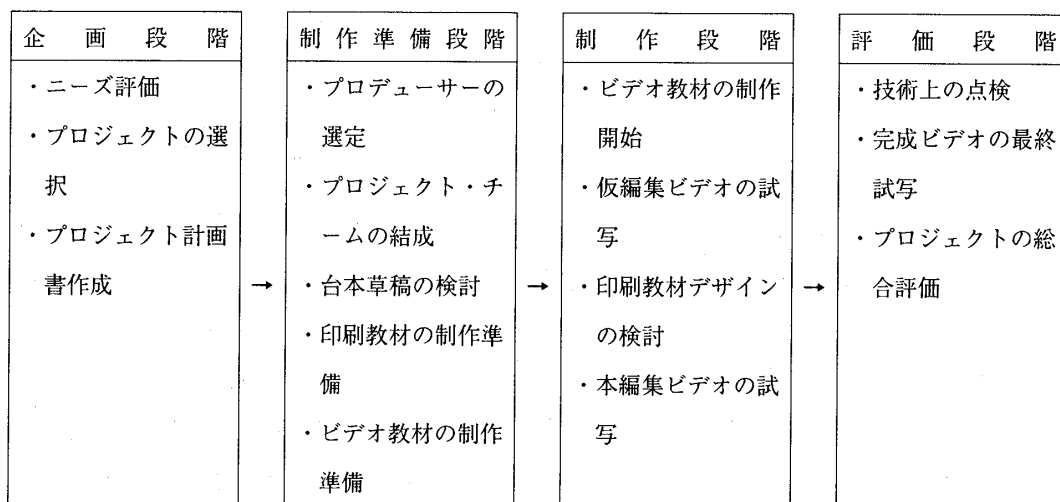 企画段階
・ニーズ評価
・プロジェクトの選
択
・プロジェクト計画
書作成
→
制作準備段階
・プロデューサーの
選定
・プロジェクト・チ
ームの結成
・台本草稿の検討
・印刷教材の制作準
備
・ビデオ教材の制作
準備
→
制作段階
・ビデオ教材の制作
開始
・仮編集ビデオの試
写
・印刷教材デザイン
の検討
・本編集ビデオの試
写
→
評価段階
・技術上の点検
・完成ビデオの最終
試写
・プロジェクトの総
合評価